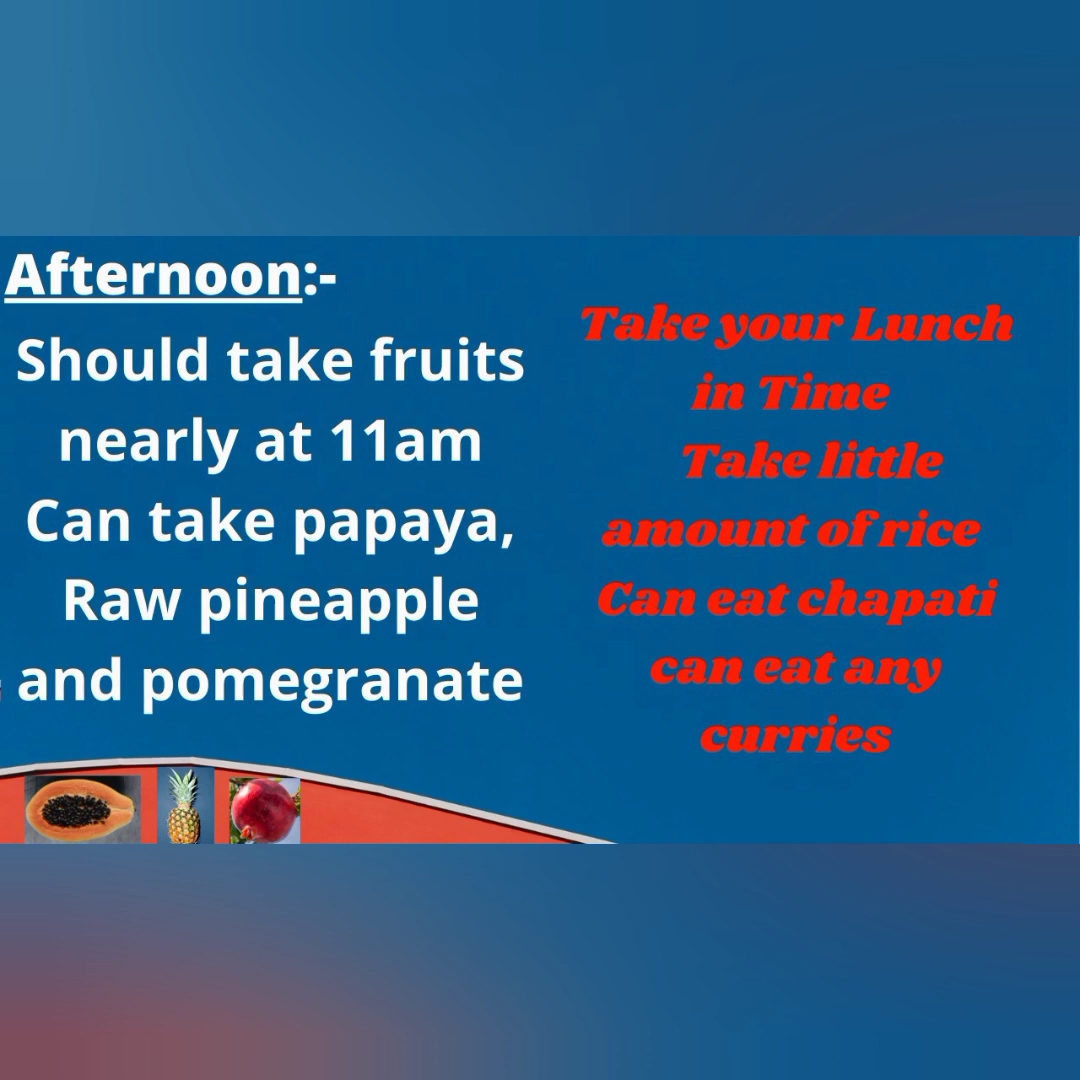 Afternoon:-
Should take fruits
nearly at 11am
Can take papaya,
Raw pineapple
and pomegranate
Take your Lunch
in Time
Take little
amount of rice
Can eat chapati
can eat any
curries